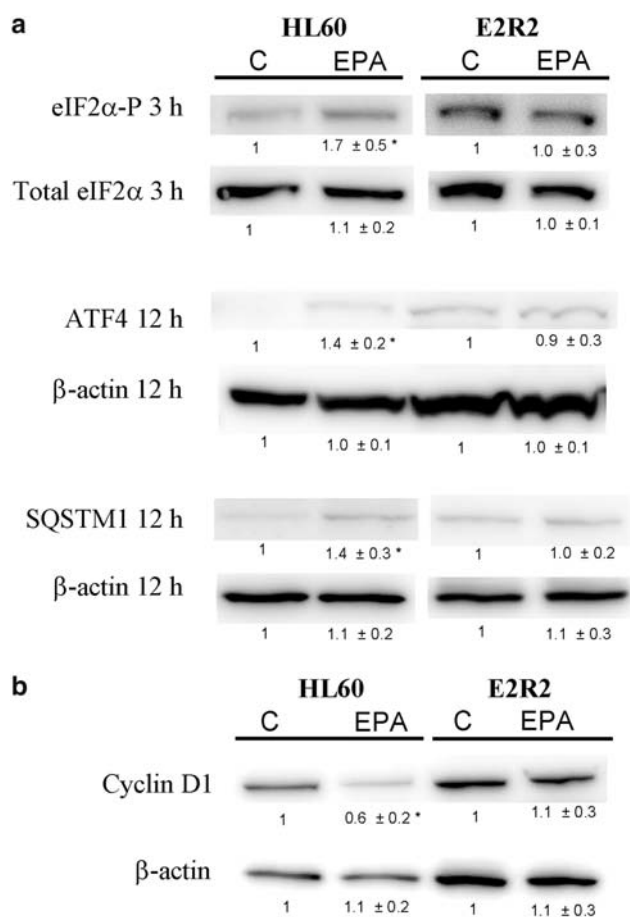 a
HL60 E2R2
C EPA C EPA
eIF2α-P 3 h
1 1.7 ± 0.5 * 1 1.0 ± 0.3
Total eIF2α 3 h
1 1.1 ± 0.2 1 1.0 ± 0.1
ATF4 12 h
1 1.4 ± 0.2 * 1 0.9 ± 0.3
β-actin 12 h
1 1.0 ± 0.1 1 1.0 ± 0.1
SQSTM1 12 h
1 1.4 ± 0.3 * 1 1.0 ± 0.2
β-actin 12 h
1 1.1 ± 0.2 1 1.1 ± 0.3
b
HL60 E2R2
C EPA C EPA
Cyclin D1
1 0.6 ± 0.2 * 1 1.1 ± 0.3
β-actin
1 1.1 ± 0.2 1 1.1 ± 0.3